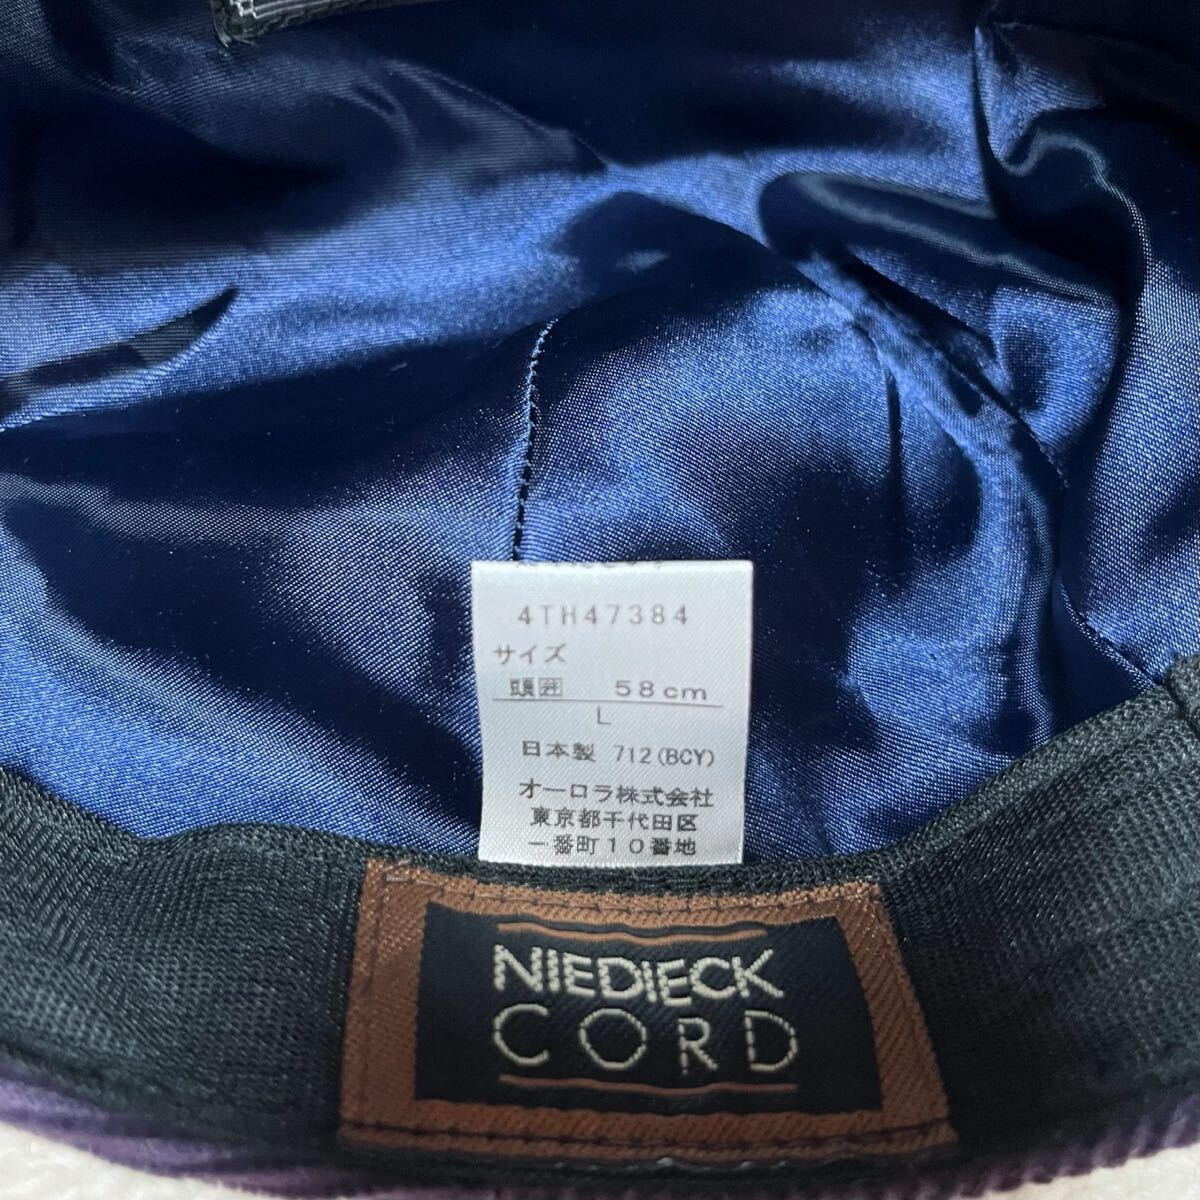 4TH47384
サイズ
頭囲 58cm
L
日本製 712(BCY)
オーロラ株式会社
東京都千代田区
一番町10番地
NIEDIECK
CORD